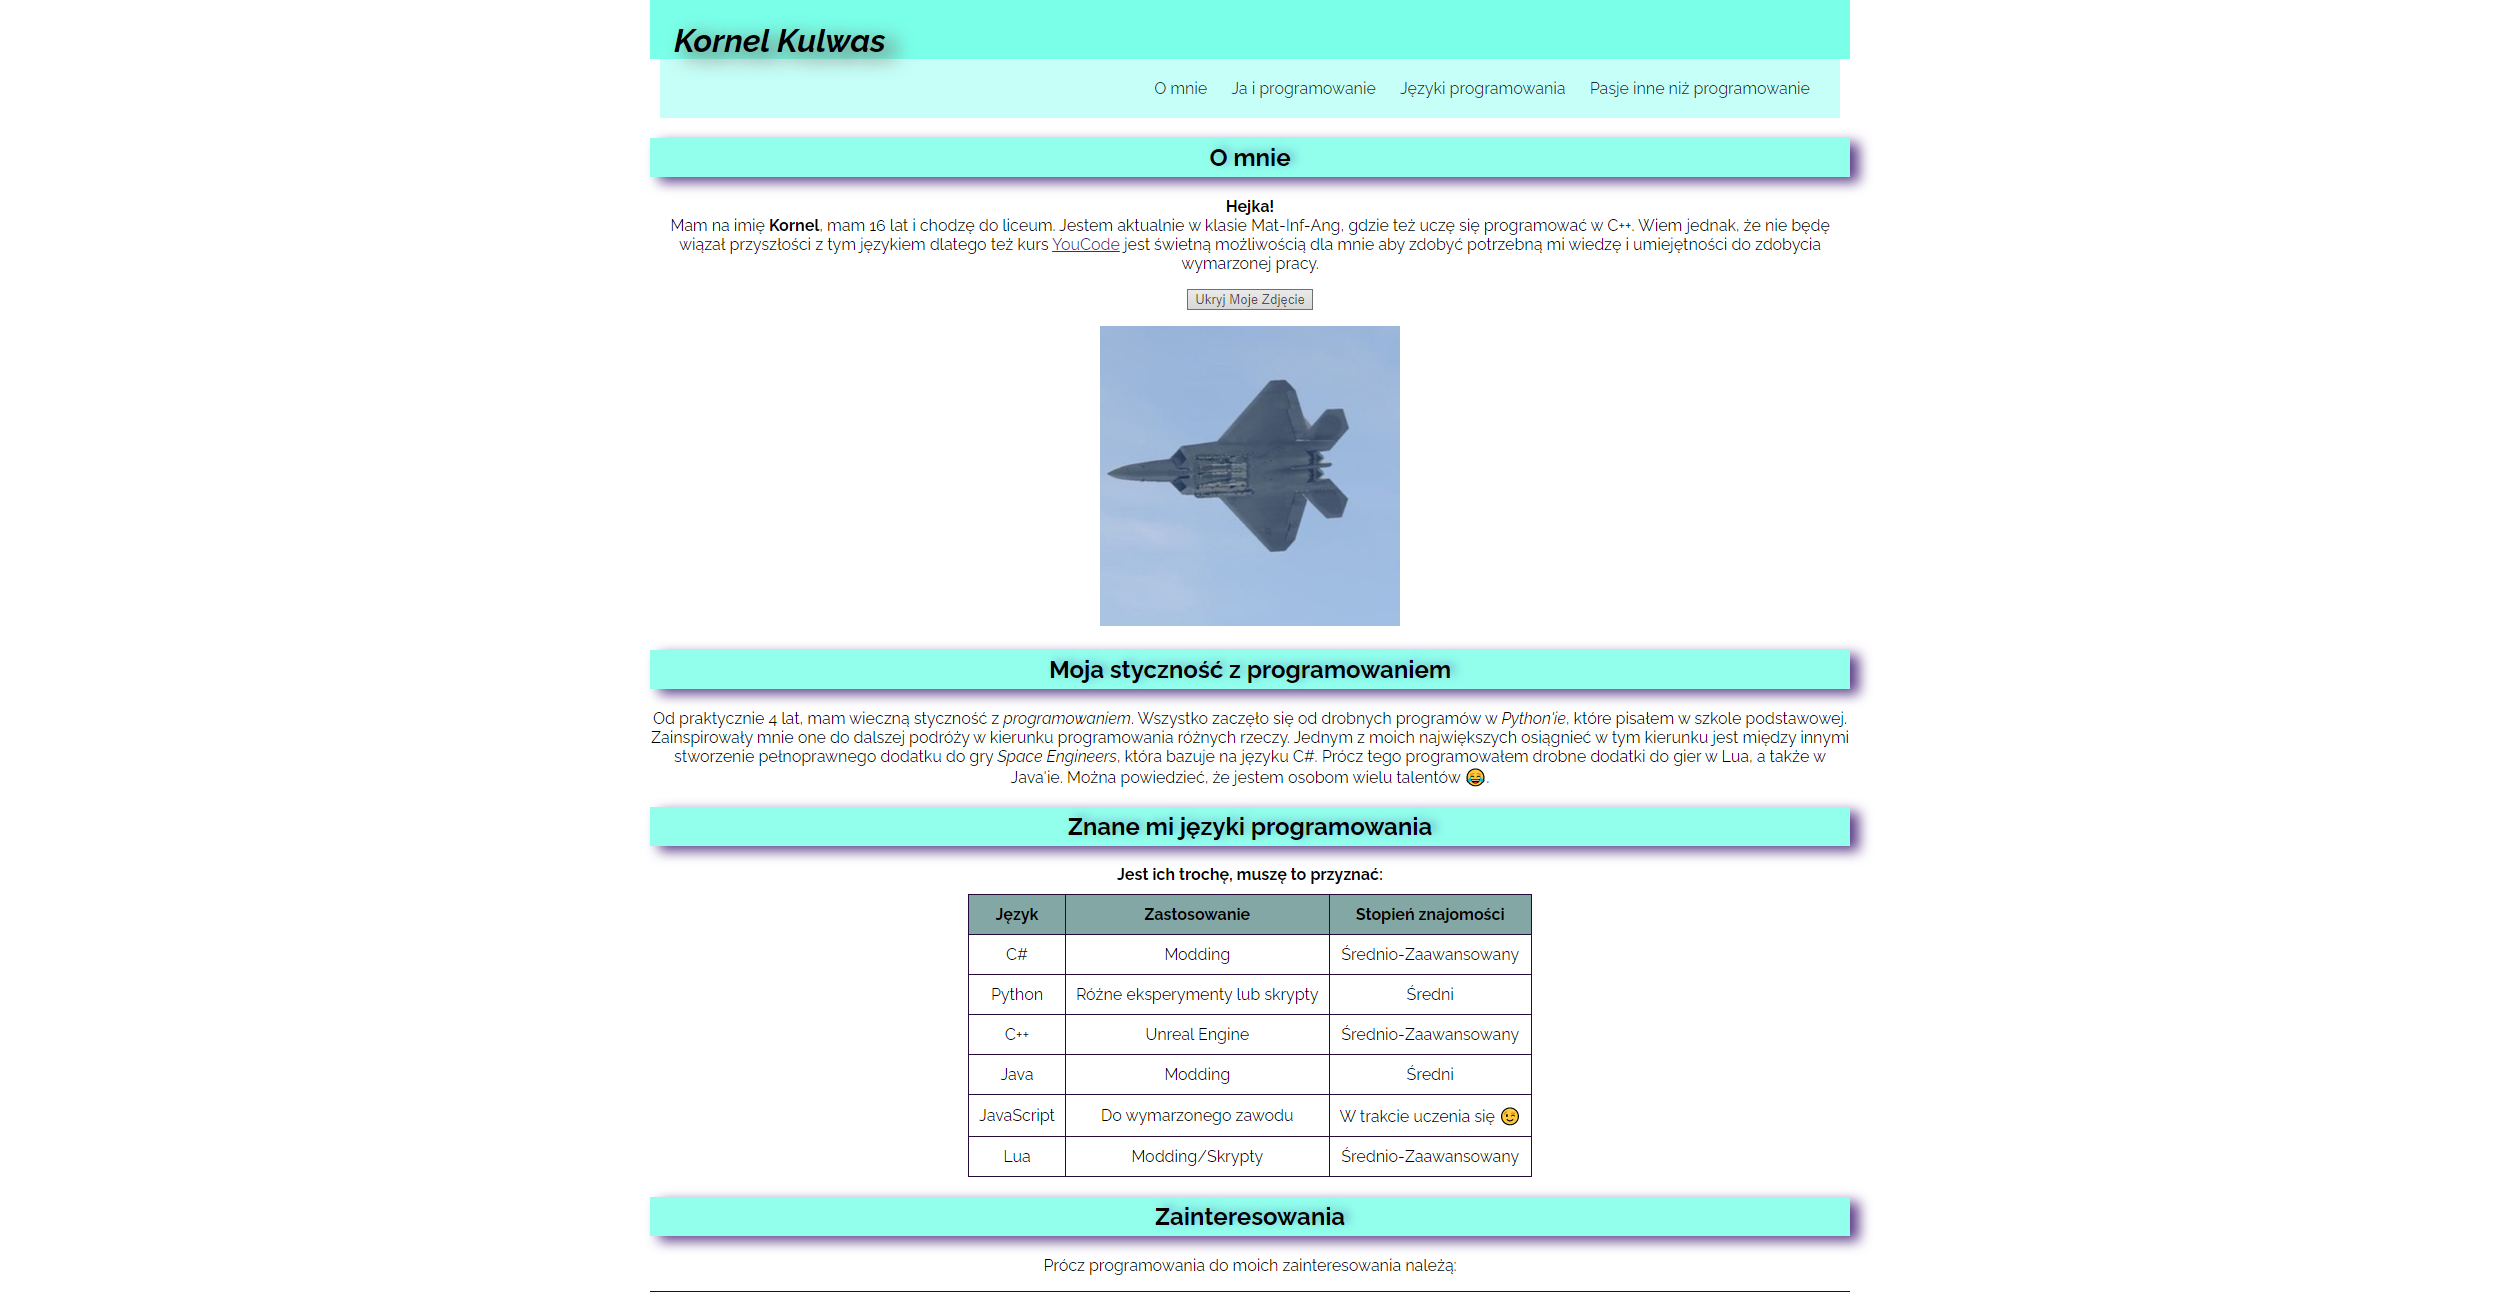 Kornel Kulwas
O mnie Ja i programowanie Języki programowania Pasje inne niż programowanie
O mnie
Hejka!
Mam na imię Kornel, mam 16 lat i chodzę do liceum. Jestem aktualnie w klasie Mat-Inf-Ang, gdzie też uczę się programować w C++. Wiem jednak, że nie będę
wiązał przyszłości z tym językiem dlatego też kurs YouCode jest świetną możliwością dla mnie aby zdobyć potrzebną mi wiedzę i umiejętności do zdobycia
wymarzonej pracy.
Ukryj Moje Zdjęcie
Moja styczność z programowaniem
Od praktycznie 4 lat, mam wieczną styczność z programowaniem. Wszystko zaczęło się od drobnych programów w Python'ie, które pisałem w szkole podstawowej.
Zainspirowały mnie one do dalszej podróży w kierunku programowania różnych rzeczy. Jednym z moich największych osiągnieć w tym kierunku jest między innymi
stworzenie pełnoprawnego dodatku do gry Space Engineers, która bazuje na języku C#. Prócz tego programowałem drobne dodatki do gier w Lua, a także w
Java'ie. Można powiedzieć, że jestem osobom wielu talentów 😂.
Znane mi języki programowania
Jest ich trochę, muszę to przyznać:
Język Zastosowanie Stopień znajomości
C# Modding Średnio-Zaawansowany
Python Różne eksperymenty lub skrypty Średni
C++ Unreal Engine Średnio-Zaawansowany
Java Modding Średni
JavaScript Do wymarzonego zawodu W trakcie uczenia się 😉
Lua Modding/Skrypty Średnio-Zaawansowany
Zainteresowania
Prócz programowania do moich zainteresowania należą: